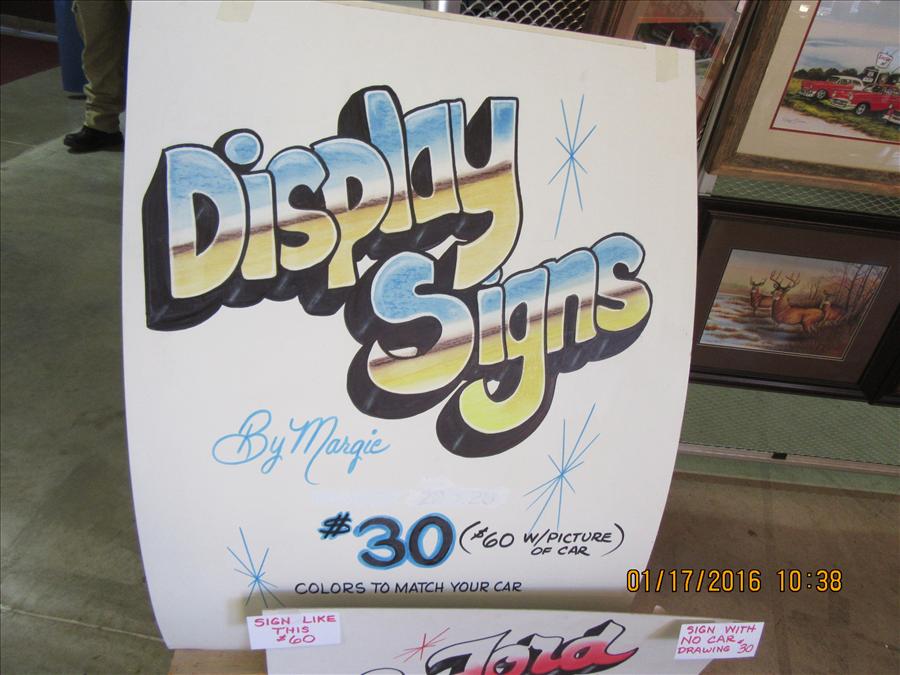 Display
Signs
By Margie
$30 ($60 W/PICTURE
OF CAR)
COLORS TO MATCH YOUR CAR
01/17/2016 10:38
SIGN LIKE
THIS
$60
Ford
SIGN WITH
NO CAR
DRAWING 30